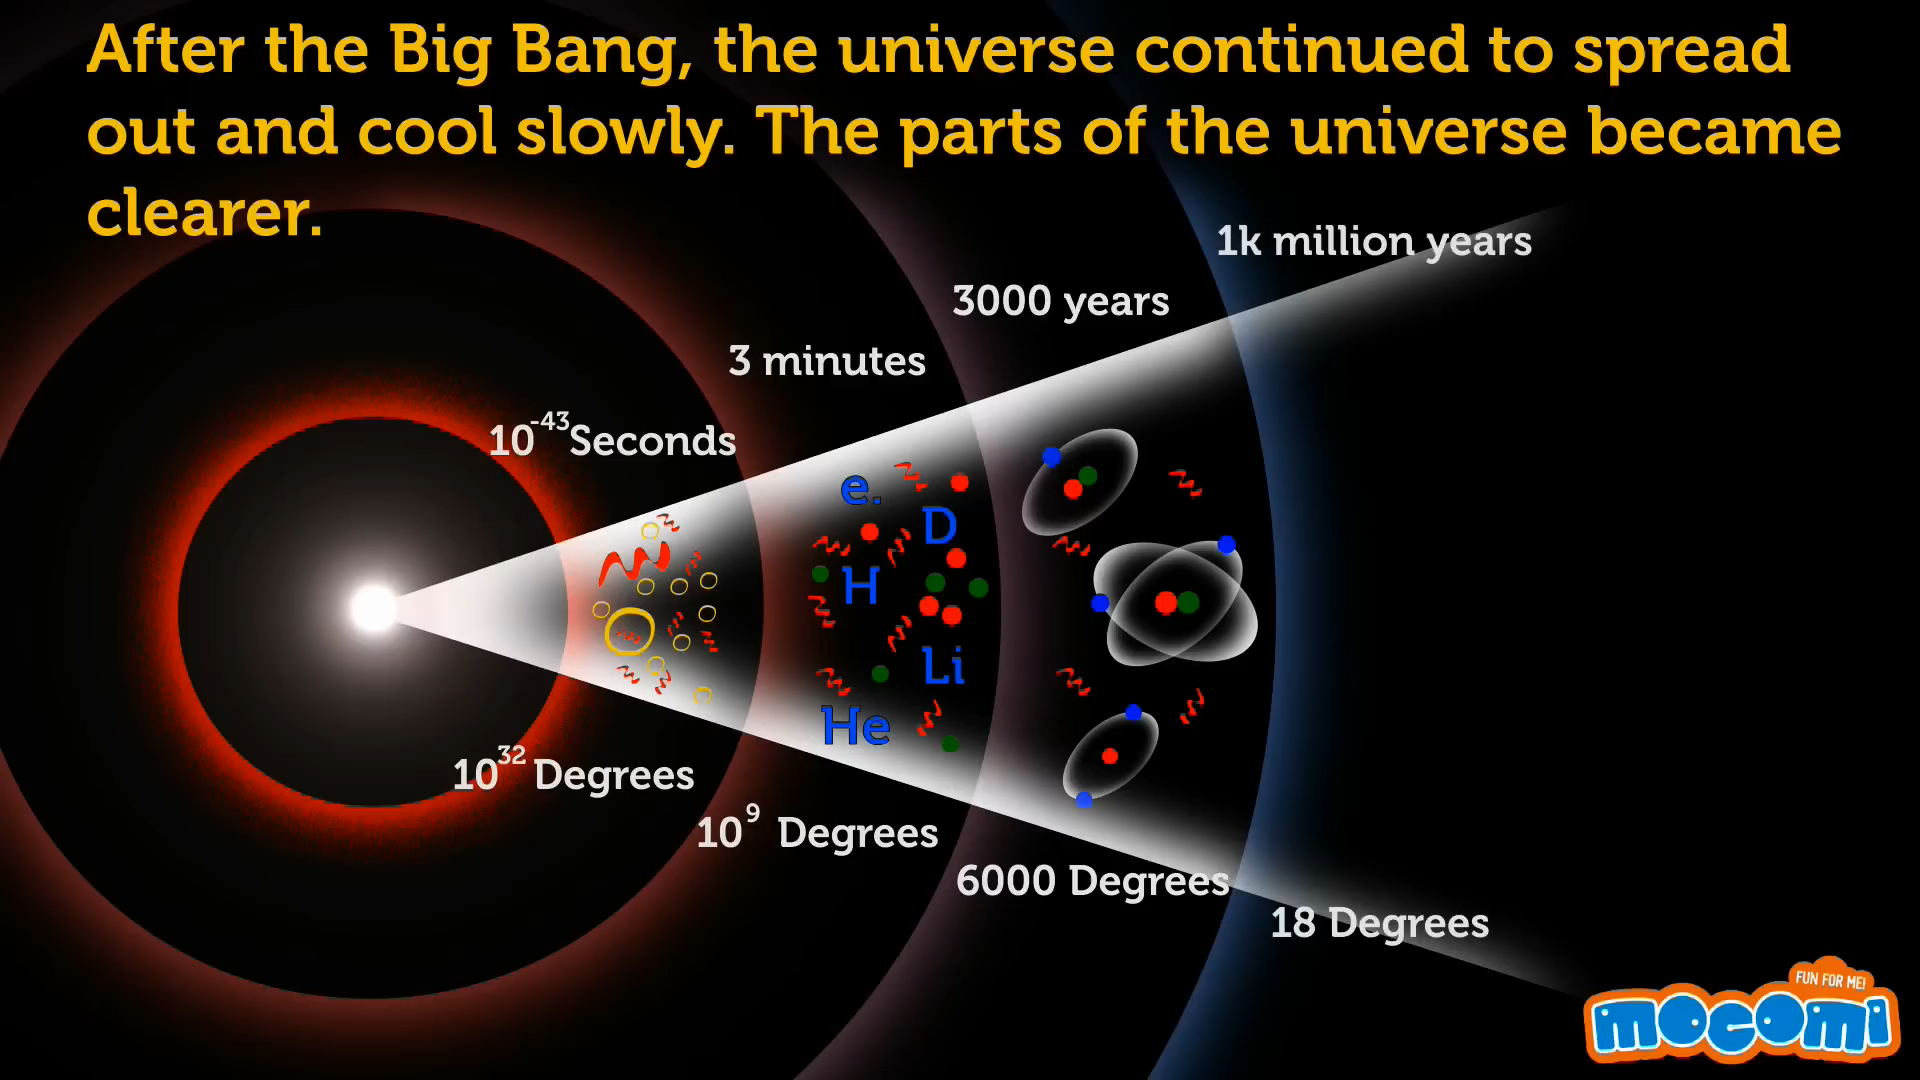 After the Big Bang, the universe continued to spread
out and cool slowly. The parts of the universe became
clearer.
1k million years
3000 years
3 minutes
10⁻⁴³ Seconds
e.
D
H
Li
He
10³² Degrees
10⁹ Degrees
6000 Degrees
18 Degrees
FUN FOR ME!
mocomi